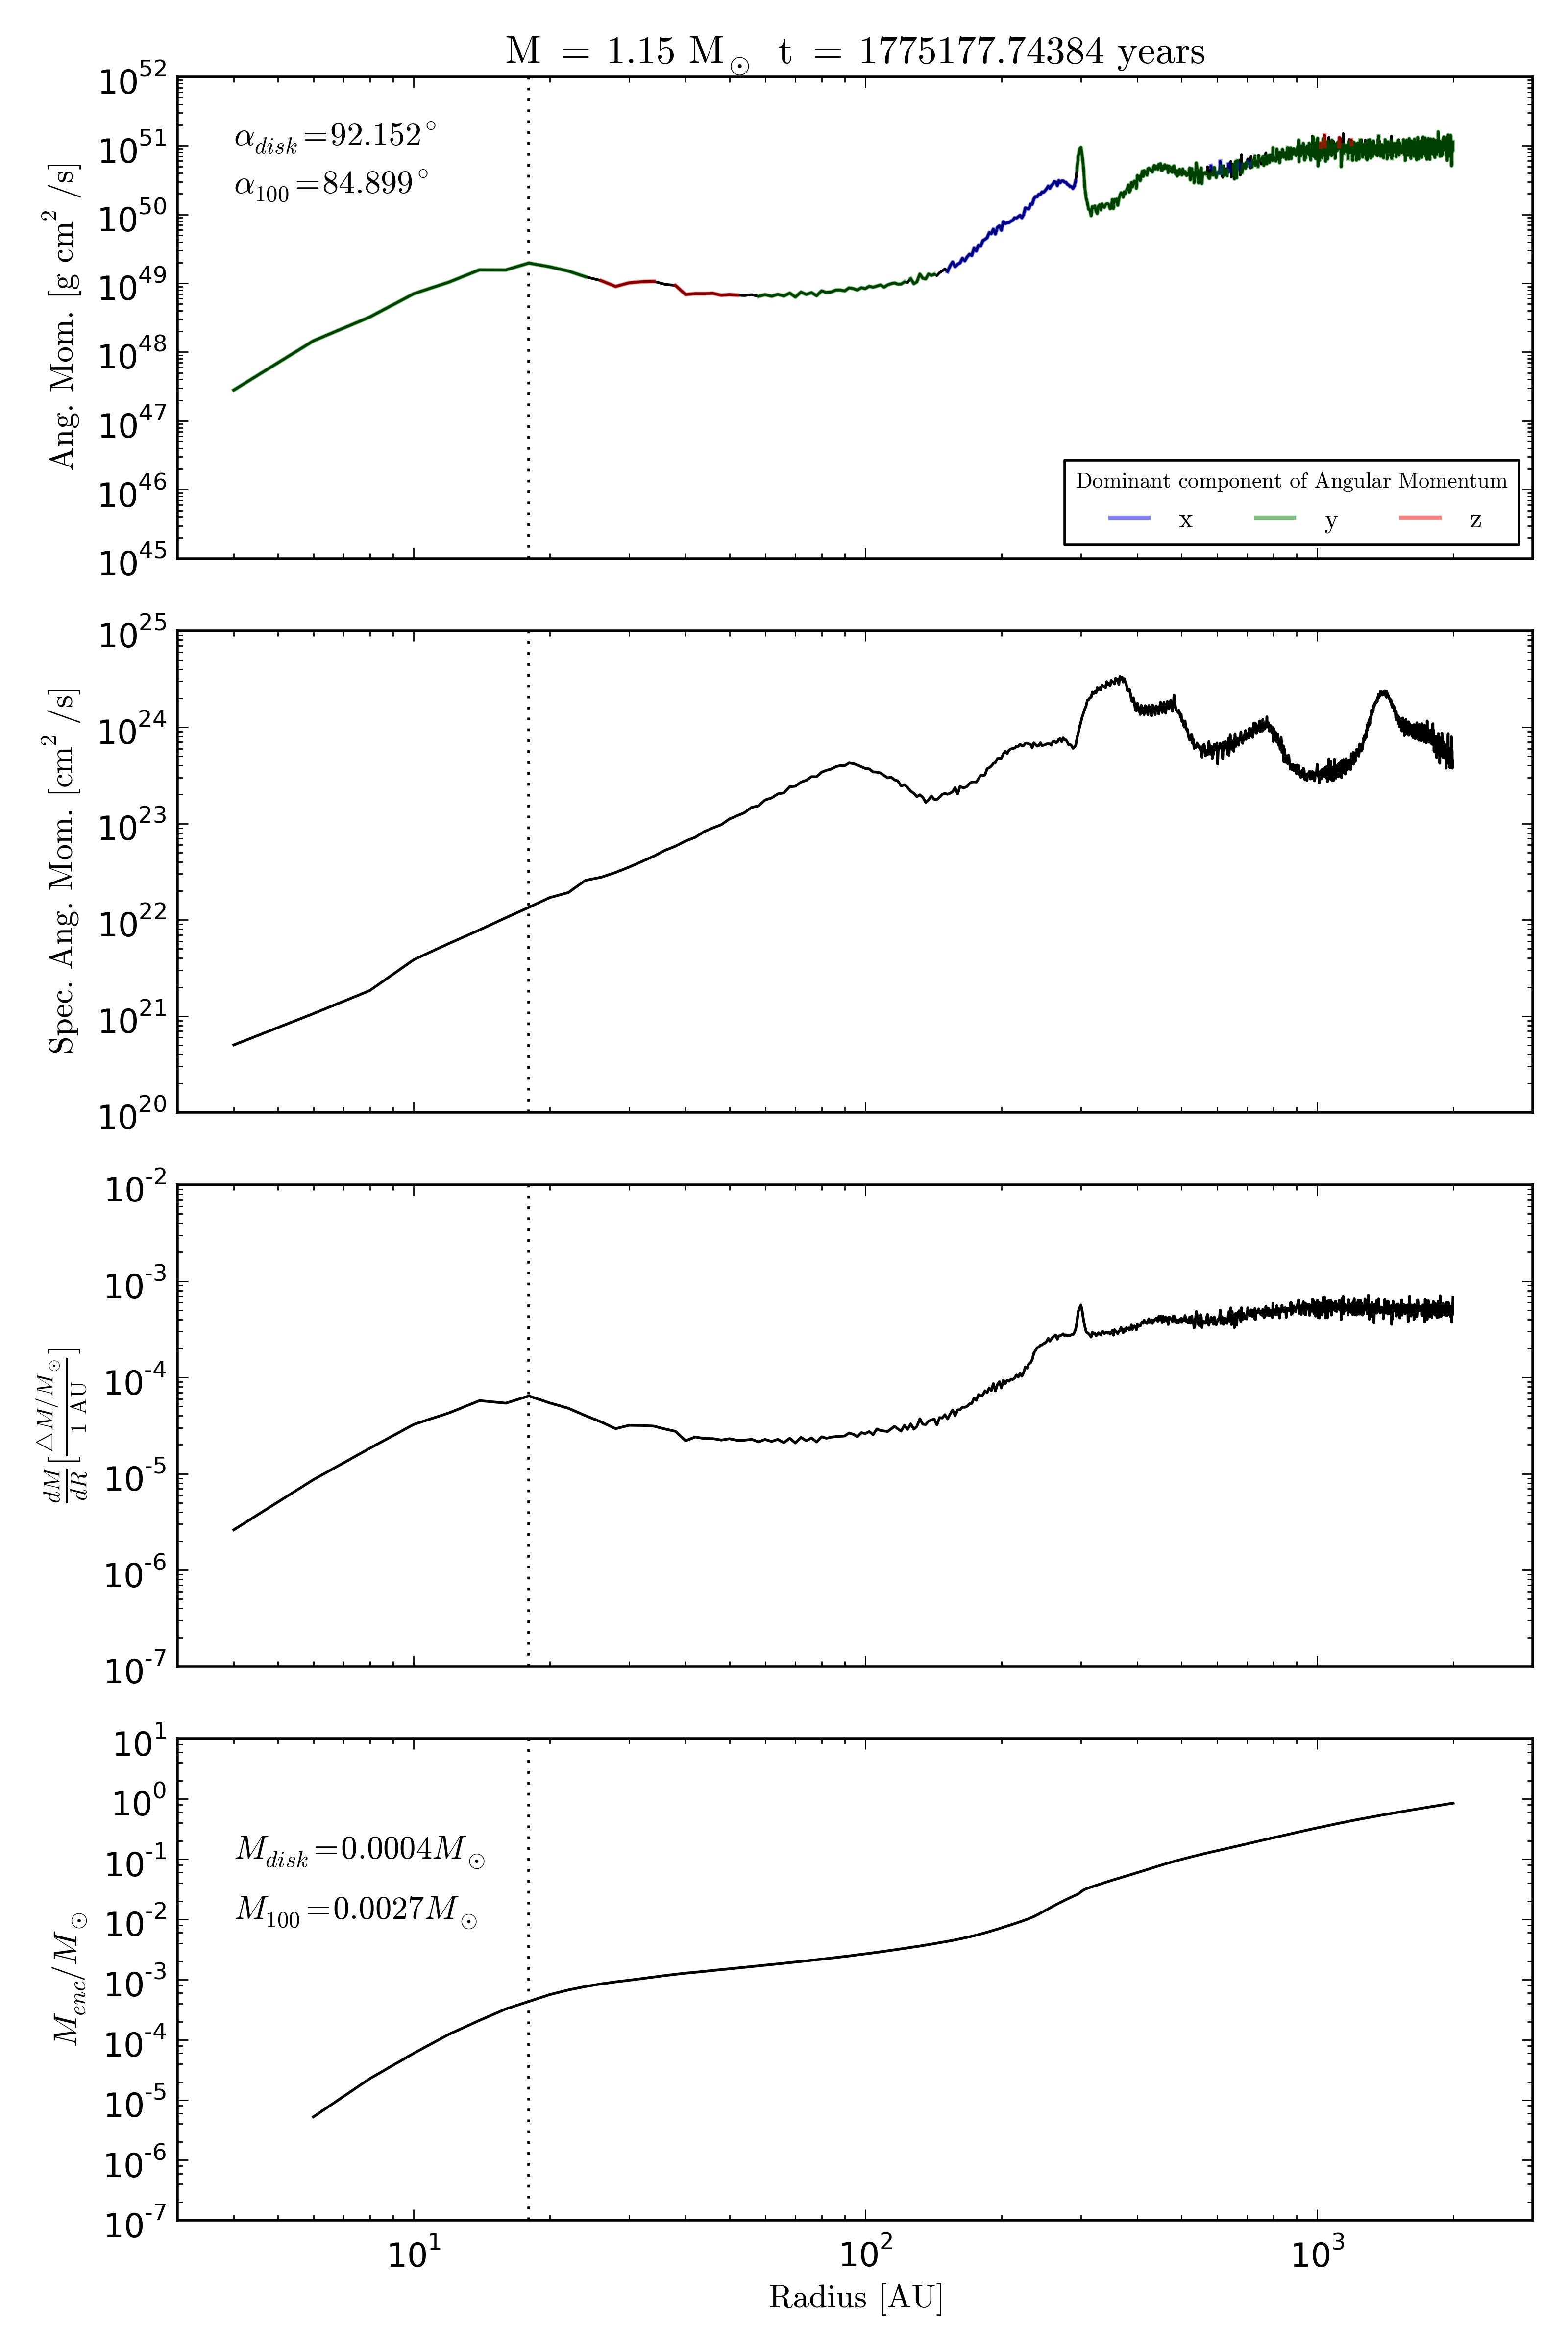 M = 1.15 M⊙ t = 1775177.74384 years
10^52
10^51
10^50
10^49
10^48
10^47
10^46
10^45
Ang. Mom. [g cm^2 /s]
α_disk=92.152°
α_100=84.899°
Dominant component of Angular Momentum
x y z
10^25
10^24
10^23
10^22
10^21
10^20
Spec. Ang. Mom. [cm^2 /s]
10^-2
10^-3
10^-4
10^-5
10^-6
10^-7
dM/dR [△M/M⊙ / 1 AU]
10^1
10^0
10^-1
10^-2
10^-3
10^-4
10^-5
10^-6
10^-7
M_enc/M⊙
M_disk=0.0004M⊙
M_100=0.0027M⊙
10^1 10^2 10^3
Radius [AU]